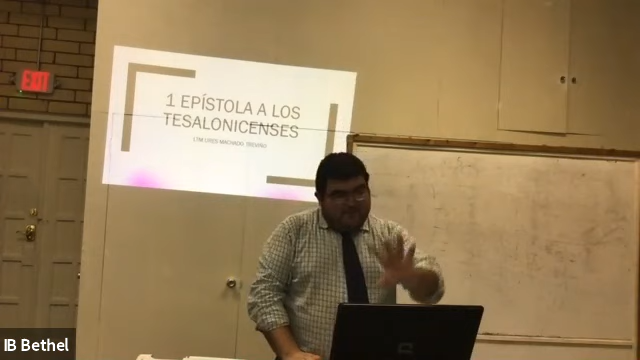 EXIT
1 EPÍSTOLA A LOS
TESALONICENSES
IB Bethel